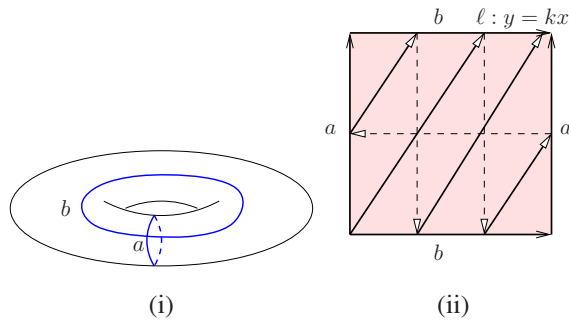 b
a
(i)
b ℓ : y = kx
a a
b
(ii)